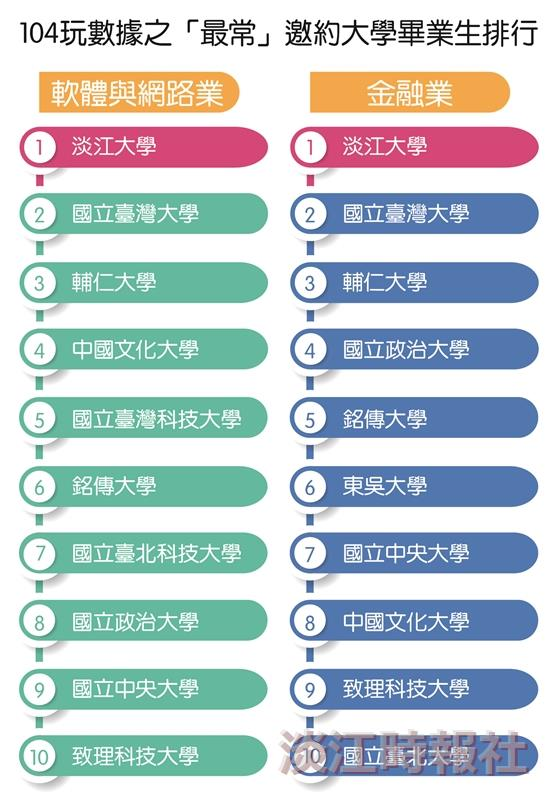 104玩數據之「最常」邀約大學畢業生排行
軟體與網路業
1 淡江大學
2 國立臺灣大學
3 輔仁大學
4 中國文化大學
5 國立臺灣科技大學
6 銘傳大學
7 國立臺北科技大學
8 國立政治大學
9 國立中央大學
10 致理科技大學
金融業
1 淡江大學
2 國立臺灣大學
3 輔仁大學
4 國立政治大學
5 銘傳大學
6 東吳大學
7 國立中央大學
8 中國文化大學
9 致理科技大學
10 國立臺北大學
淡江時報社